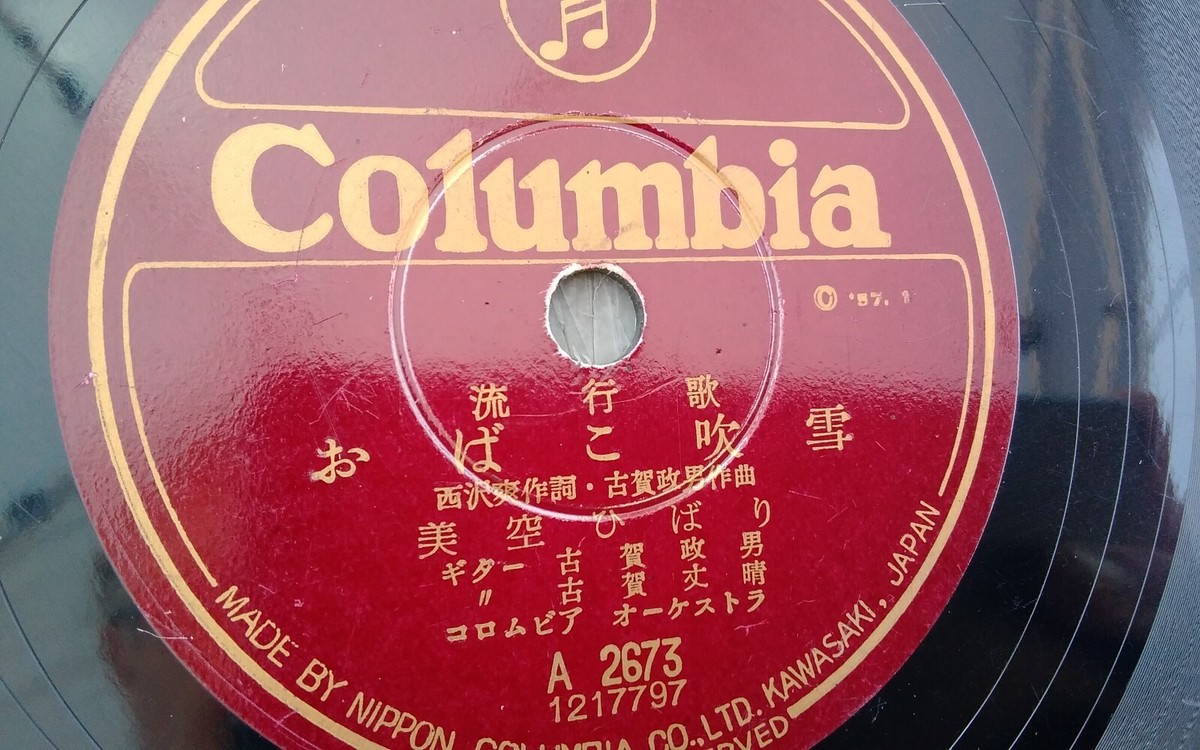 Columbia
© '57. 1
流行歌
おばこ吹雪
西沢爽作詞・古賀政男作曲
美空ひばり
ギター 古賀政男
〃 古賀丈晴
コロムビア オーケストラ
A 2673
1217797
MADE BY NIPPON COLUMBIA CO., LTD. KAWASAKI, JAPAN